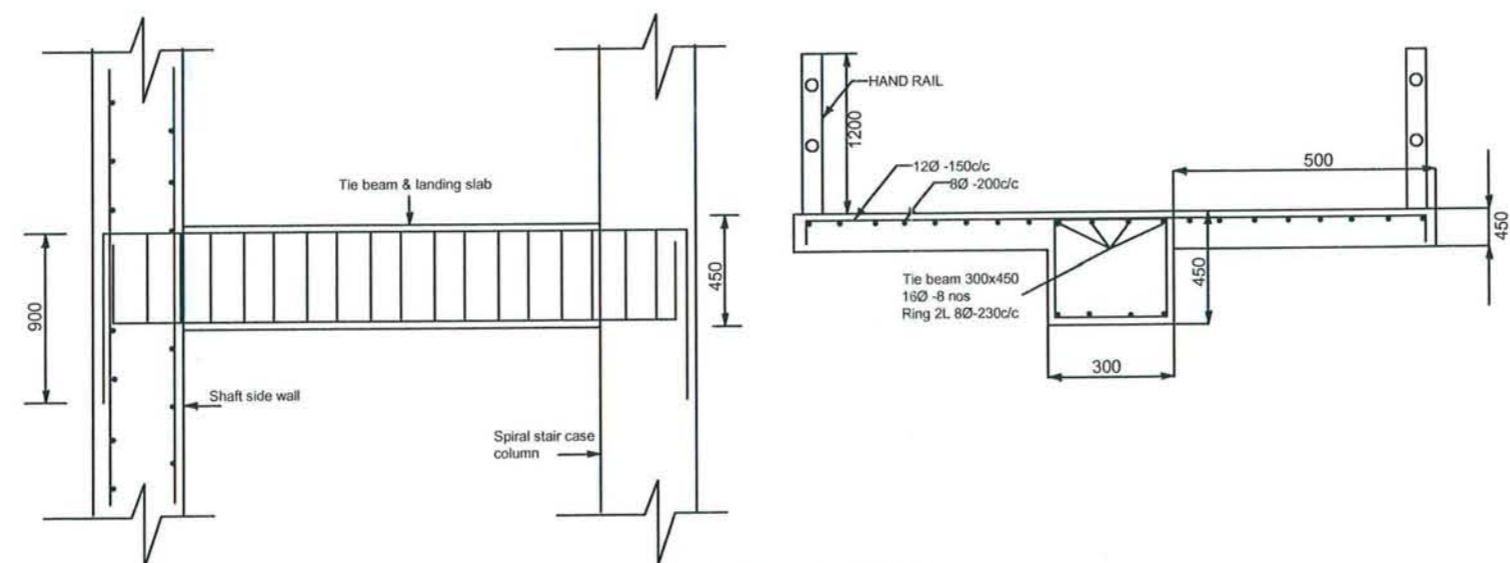 Tie beam & landing slab
900
450
Shaft side wall
Spiral stair case
column
HAND RAIL
1200
12Ø -150c/c
8Ø -200c/c
500
450
450
Tie beam 300x450
16Ø -8 nos
Ring 2L 8Ø-230c/c
300